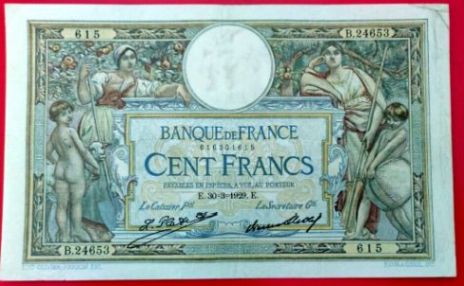 615 B.24653
BANQUE DE FRANCE
616351615
CENT FRANCS
PAYABLES EN ESPÈCES, A VUE, AU PORTEUR
E. 30-3-1929. E.
Le Caissier Pal Le Secrétaire Gal
B.24653 615